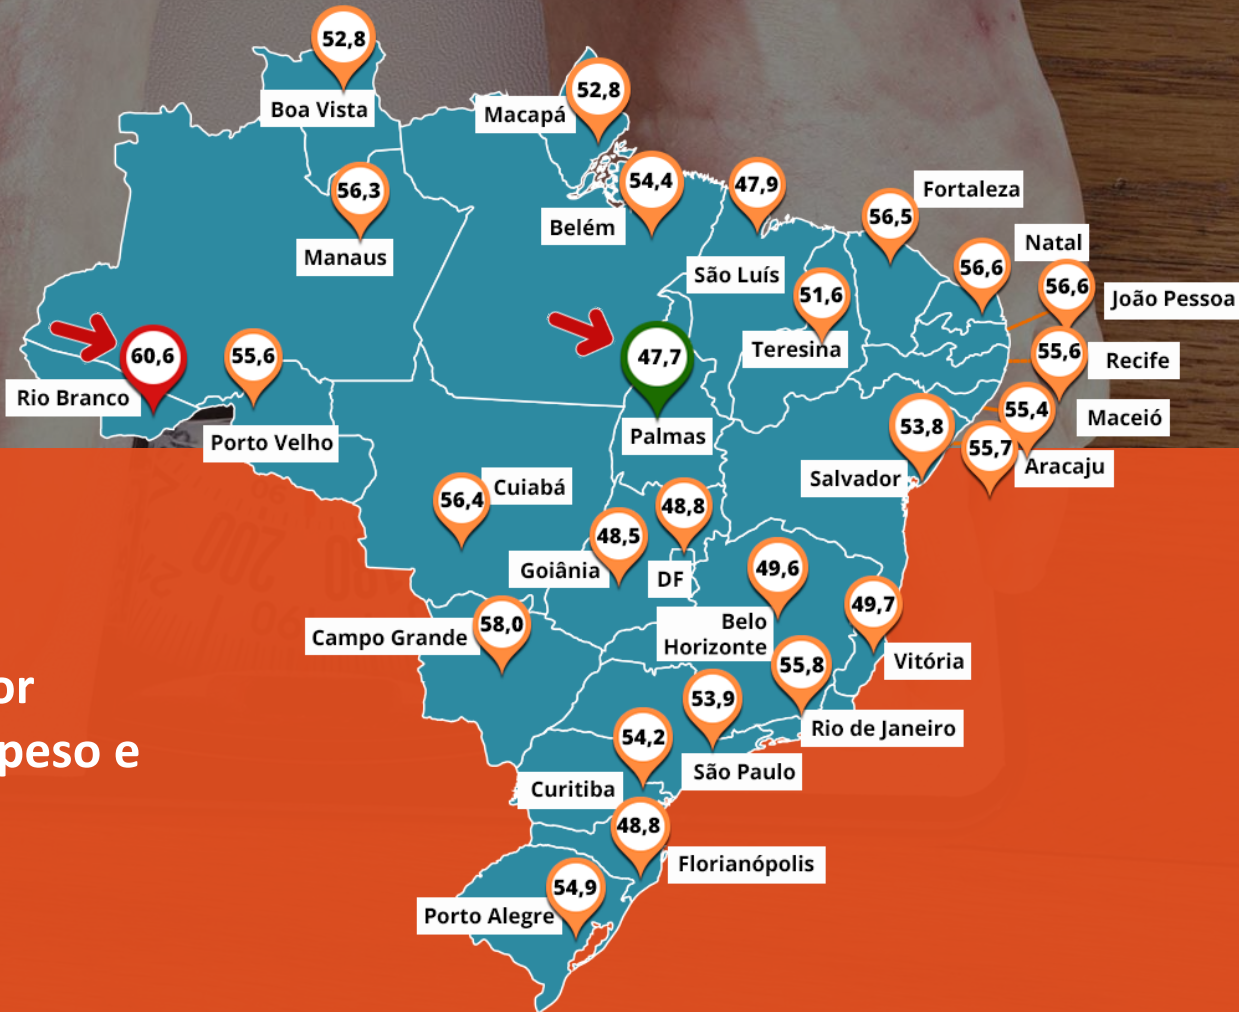 52,8
Boa Vista
52,8
Macapá
56,3
Manaus
54,4
Belém
47,9
São Luís
56,5
Fortaleza
51,6
Teresina
56,6
Natal
56,6
João Pessoa
55,6
Recife
55,4
Maceió
55,7
Aracaju
53,8
Salvador
60,6
Rio Branco
55,6
Porto Velho
47,7
Palmas
56,4
Cuiabá
48,5
Goiânia
48,8
DF
49,6
Belo
Horizonte
49,7
Vitória
58,0
Campo Grande
55,8
Rio de Janeiro
53,9
São Paulo
54,2
Curitiba
48,8
Florianópolis
54,9
Porto Alegre
or
peso e